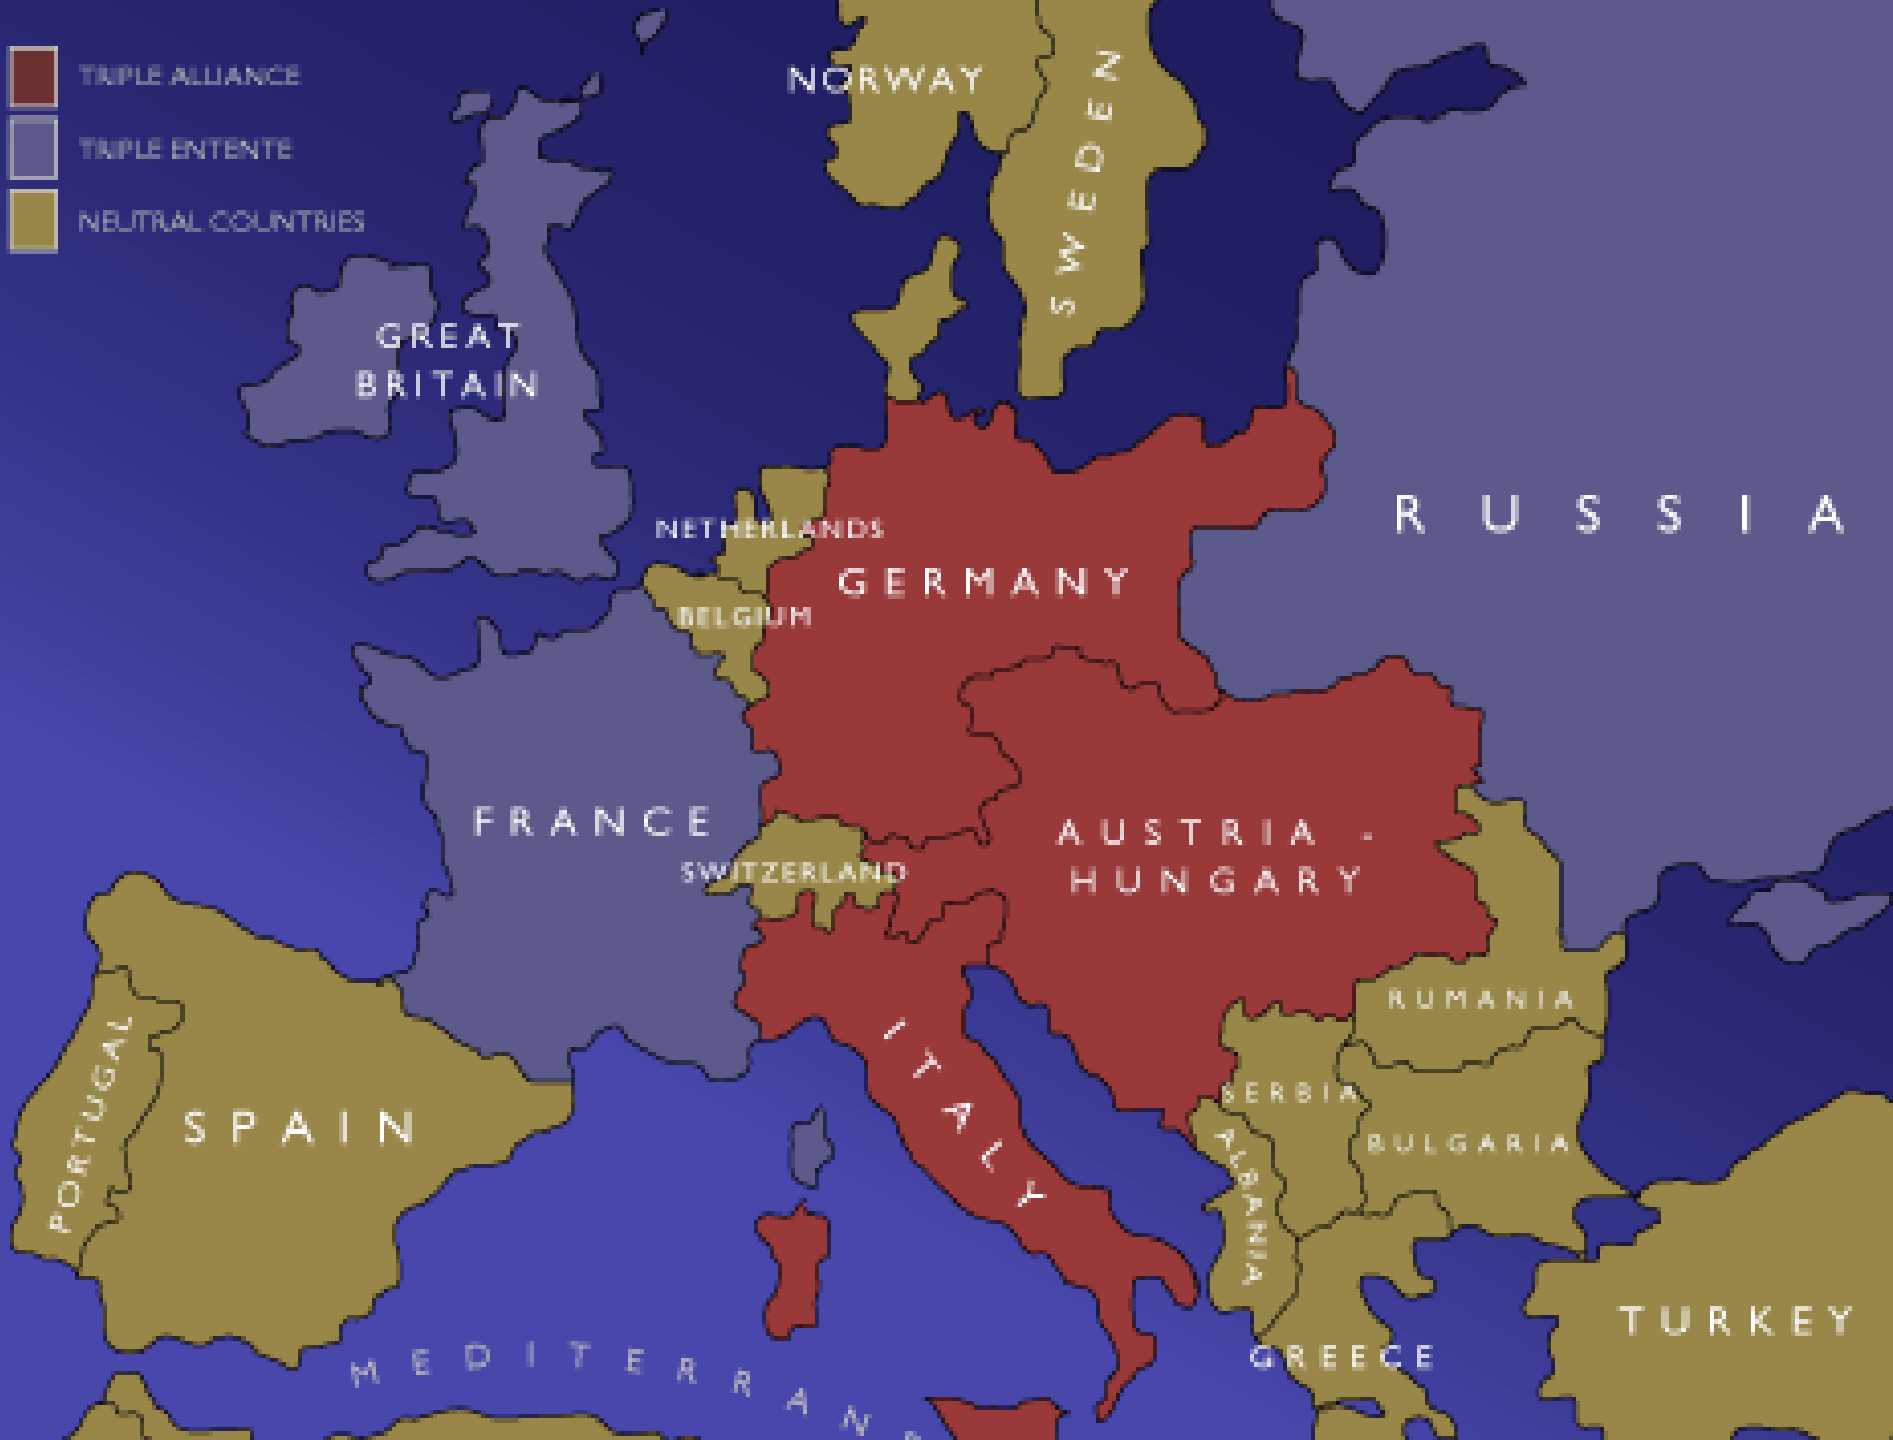 TRIPLE ALLIANCE
TRIPLE ENTENTE
NEUTRAL COUNTRIES
NORWAY
SWEDEN
GREAT
BRITAIN
RUSSIA
NETHERLANDS
GERMANY
BELGIUM
FRANCE
AUSTRIA -
HUNGARY
SWITZERLAND
RUMANIA
ITALY
PORTUGAL
SPAIN
SERBIA
BULGARIA
ALBANIA
TURKEY
GREECE
MEDITERRAN